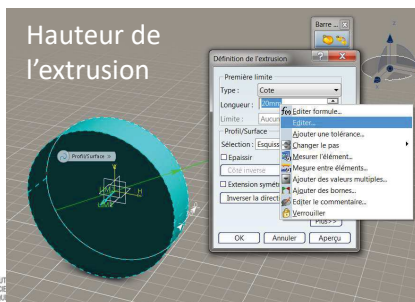 Hauteur de
l'extrusion
Barre ...
Définition de l'extrusion
Première limite
Type : Cote
Longueur : 20mm
Limite : Aucun
Profil/Surface
Sélection : Esquiss
Epaissir
Côté inverse
Extension symétri
Inverser la directi
Plus>>
OK Annuler Aperçu
Editer formule...
Editer...
Ajouter une tolérance...
Changer le pas
Mesurer l'élément...
Mesure entre éléments...
Ajouter des valeurs multiples...
Ajouter des bornes...
Editer le commentaire...
Verrouiller
Profil/Surface
H